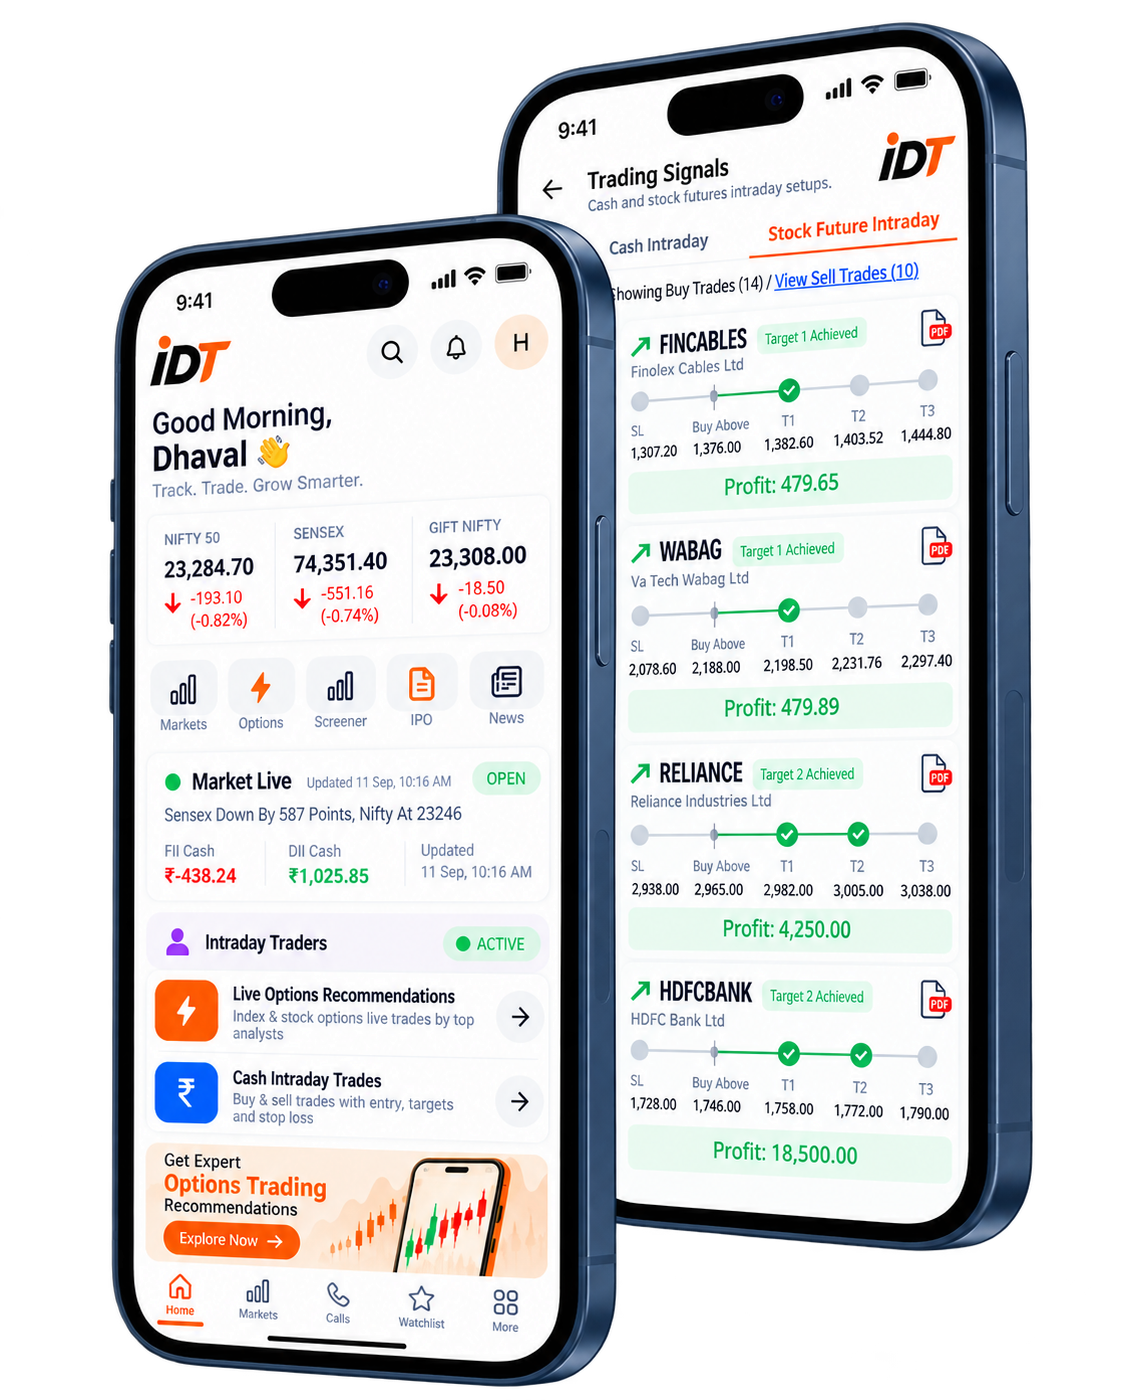 9:41
iDT
H
Good Morning,
Dhaval 👋
Track. Trade. Grow Smarter.
NIFTY 50
23,284.70
-193.10
(-0.82%)
SENSEX
74,351.40
-551.16
(-0.74%)
GIFT NIFTY
23,308.00
-18.50
(-0.08%)
Markets
Options
Screener
IPO
News
Market Live Updated 11 Sep, 10:16 AM OPEN
Sensex Down By 587 Points, Nifty At 23246
FII Cash
₹-438.24
DII Cash
₹1,025.85
Updated
11 Sep, 10:16 AM
Intraday Traders ACTIVE
Live Options Recommendations
Index & stock options live trades by top
analysts
₹
Cash Intraday Trades
Buy & sell trades with entry, targets
and stop loss
Get Expert
Options Trading
Recommendations
Explore Now →
Home
Markets
Calls
Watchlist
More
9:41
iDT
Trading Signals
Cash and stock futures intraday setups.
Cash Intraday Stock Future Intraday
howing Buy Trades (14) / View Sell Trades (10)
FINCABLES Target 1 Achieved PDF
Finolex Cables Ltd
SL Buy Above T1 T2 T3
1,307.20 1,376.00 1,382.60 1,403.52 1,444.80
Profit: 479.65
WABAG Target 1 Achieved PDF
Va Tech Wabag Ltd
SL Buy Above T1 T2 T3
2,078.60 2,188.00 2,198.50 2,231.76 2,297.40
Profit: 479.89
RELIANCE Target 2 Achieved PDF
Reliance Industries Ltd
SL Buy Above T1 T2 T3
2,938.00 2,965.00 2,982.00 3,005.00 3,038.00
Profit: 4,250.00
HDFCBANK Target 2 Achieved PDF
HDFC Bank Ltd
SL Buy Above T1 T2 T3
1,728.00 1,746.00 1,758.00 1,772.00 1,790.00
Profit: 18,500.00